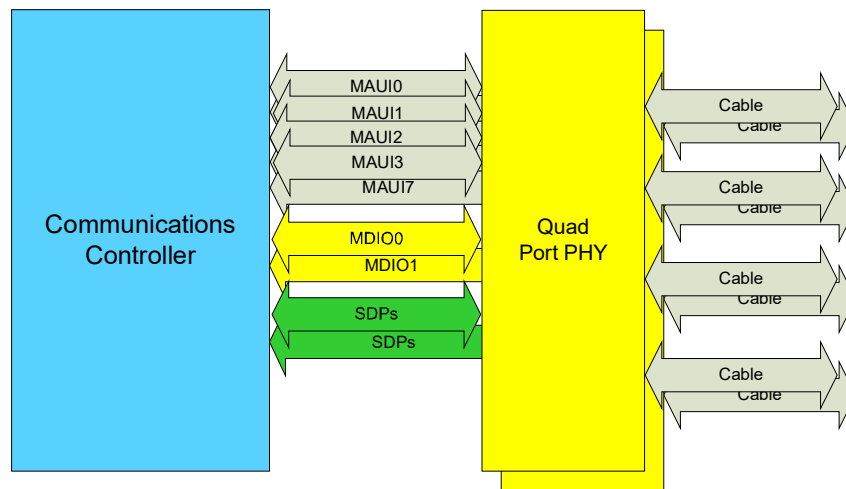 MAUI0
MAUI1
MAUI2
MAUI3
MAUI7
Communications
Controller
MDIO0
MDIO1
SDPs
SDPs
Quad
Port PHY
Cable
Cable
Cable
Cable
Cable
Cable
Cable
Cable